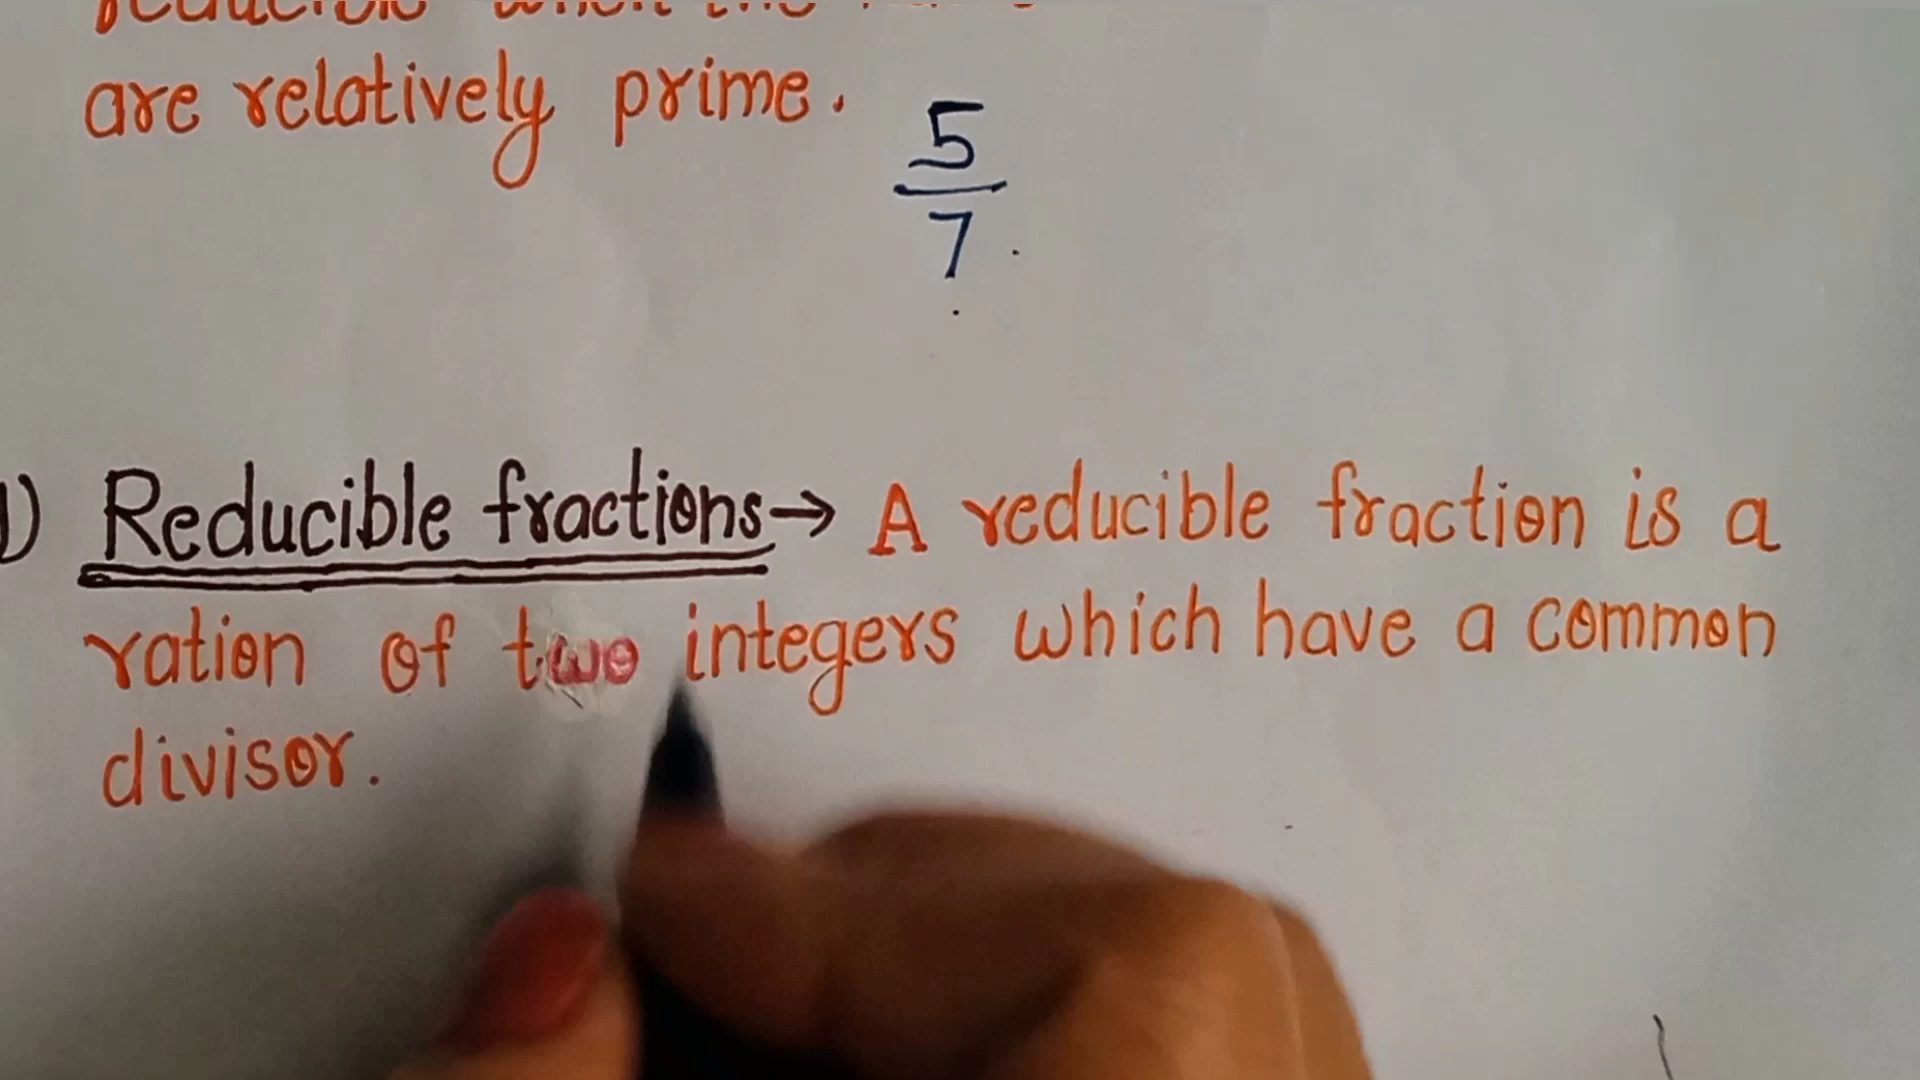 are relatively prime.
5
7
Reducible fractions→ A reducible fraction is a
ration of two integers which have a common
divisor.